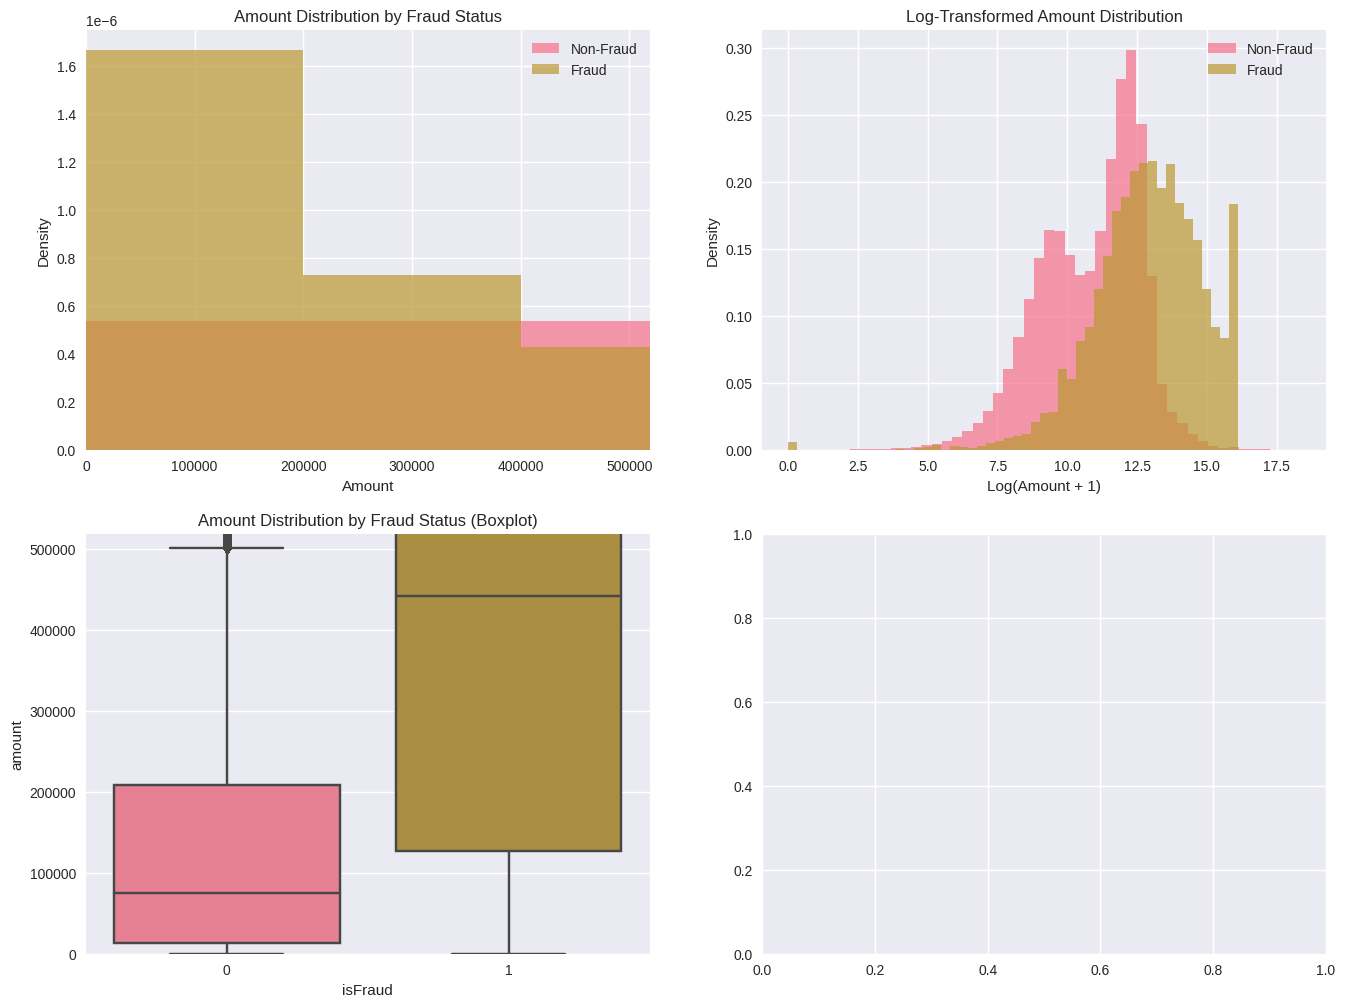 Amount Distribution by Fraud Status
1e−6
Non-Fraud
Fraud
1.6
1.4
1.2
1.0
0.8
0.6
0.4
0.2
0.0
Density
0 100000 200000 300000 400000 500000
Amount
Log-Transformed Amount Distribution
Non-Fraud
Fraud
0.30
0.25
0.20
0.15
0.10
0.05
0.00
Density
0.0 2.5 5.0 7.5 10.0 12.5 15.0 17.5
Log(Amount + 1)
Amount Distribution by Fraud Status (Boxplot)
500000
400000
300000
200000
100000
0
amount
0 1
isFraud
1.0
0.8
0.6
0.4
0.2
0.0
0.0 0.2 0.4 0.6 0.8 1.0